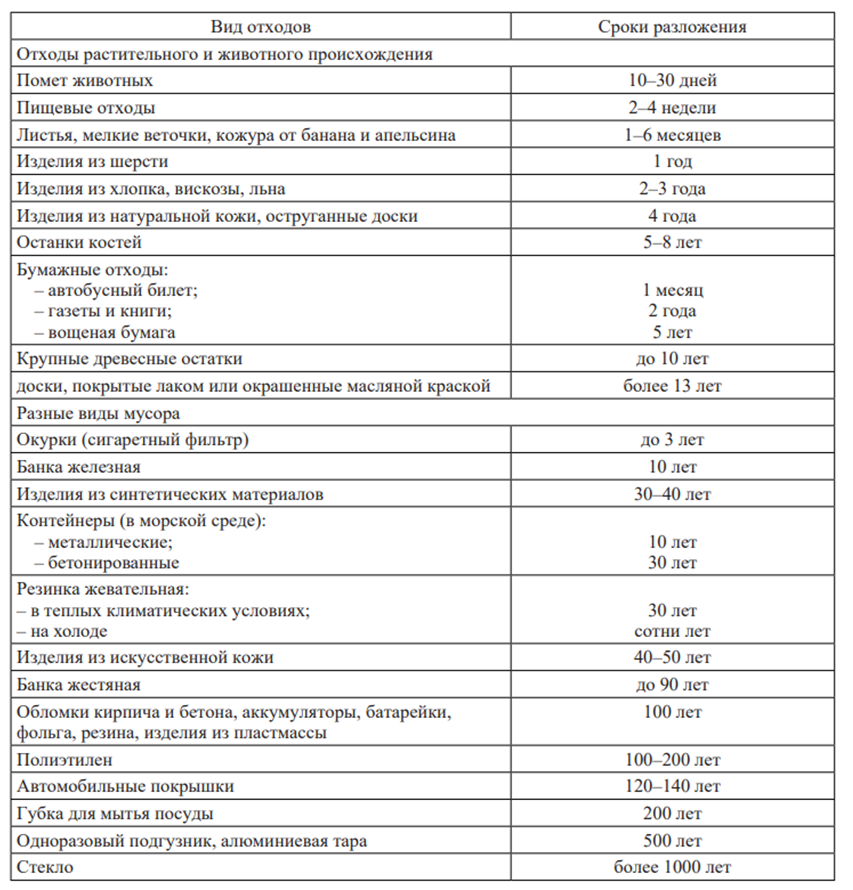 Вид отходов Сроки разложения
Отходы растительного и животного происхождения
Помет животных 10–30 дней
Пищевые отходы 2–4 недели
Листья, мелкие веточки, кожура от банана и апельсина 1–6 месяцев
Изделия из шерсти 1 год
Изделия из хлопка, вискозы, льна 2–3 года
Изделия из натуральной кожи, оструганные доски 4 года
Останки костей 5–8 лет
Бумажные отходы:
– автобусный билет; 1 месяц
– газеты и книги; 2 года
– вощеная бумага 5 лет
Крупные древесные остатки до 10 лет
доски, покрытые лаком или окрашенные масляной краской более 13 лет
Разные виды мусора
Окурки (сигаретный фильтр) до 3 лет
Банка железная 10 лет
Изделия из синтетических материалов 30–40 лет
Контейнеры (в морской среде):
– металлические; 10 лет
– бетонированные 30 лет
Резинка жевательная:
– в теплых климатических условиях; 30 лет
– на холоде сотни лет
Изделия из искусственной кожи 40–50 лет
Банка жестяная до 90 лет
Обломки кирпича и бетона, аккумуляторы, батарейки, 100 лет
фольга, резина, изделия из пластмассы
Полиэтилен 100–200 лет
Автомобильные покрышки 120–140 лет
Губка для мытья посуды 200 лет
Одноразовый подгузник, алюминиевая тара 500 лет
Стекло более 1000 лет